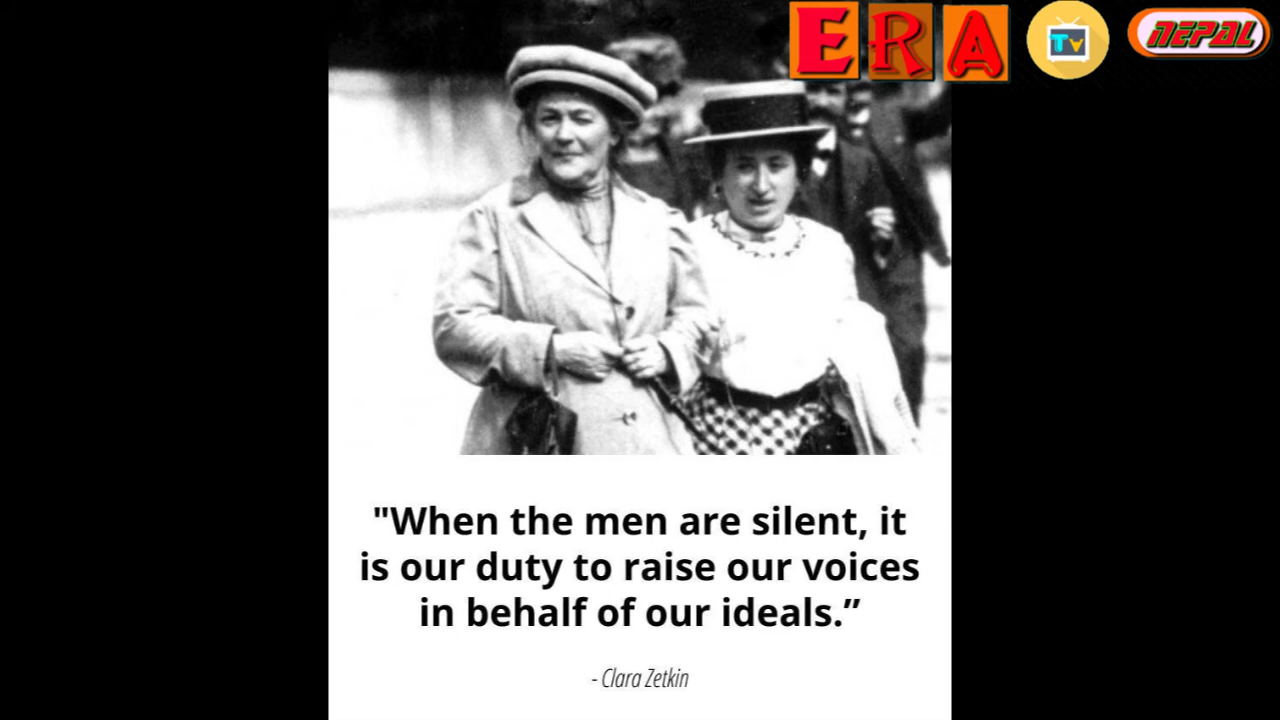 ERA TV NEPAL
"When the men are silent, it
is our duty to raise our voices
in behalf of our ideals.”
- Clara Zetkin